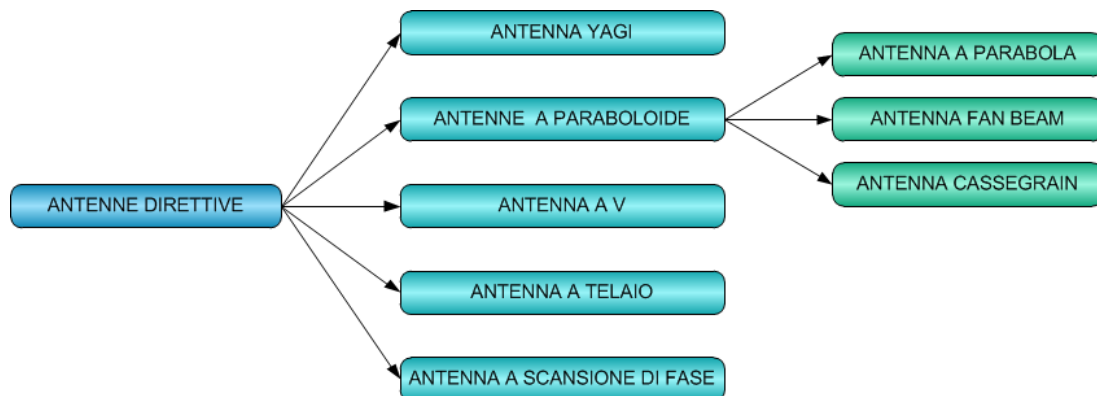 ANTENNA YAGI
ANTENNA A PARABOLA
ANTENNE A PARABOLOIDE
ANTENNA FAN BEAM
ANTENNA CASSEGRAIN
ANTENNE DIRETTIVE
ANTENNA A V
ANTENNA A TELAIO
ANTENNA A SCANSIONE DI FASE